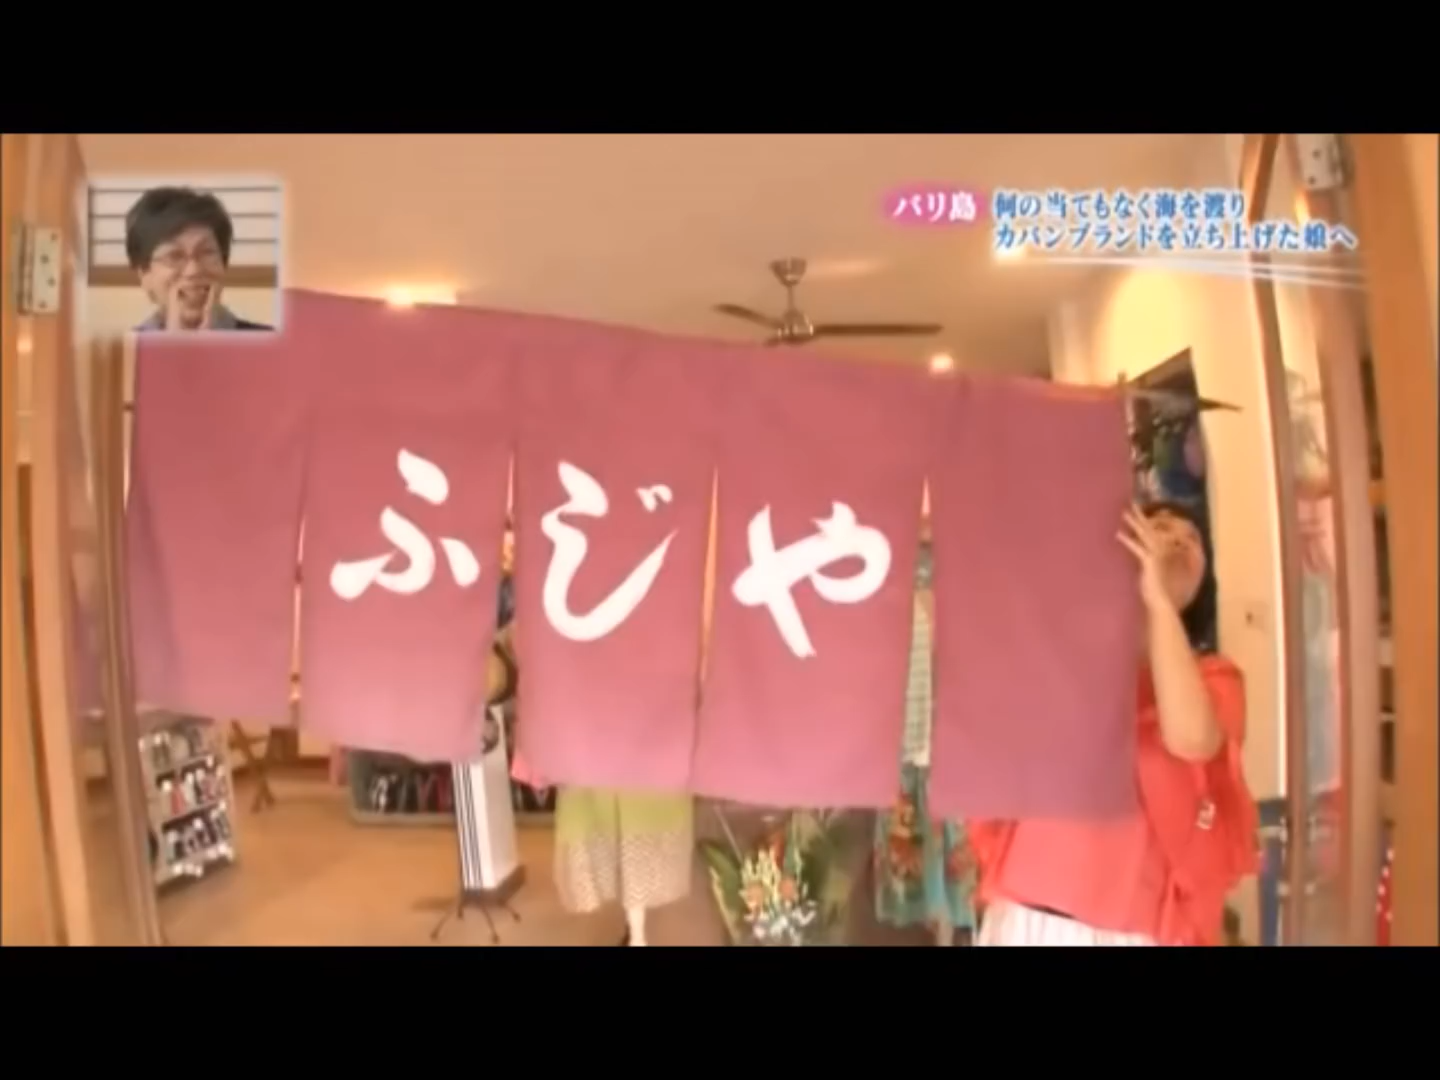 バリ島 何の当てもなく海を渡り
カバンブランドを立ち上げた娘へ
ふじや